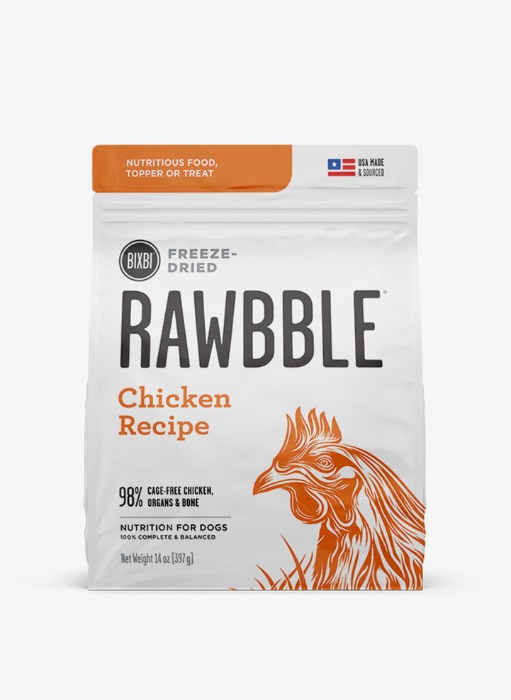 NUTRITIOUS FOOD,
TOPPER OR TREAT
USA MADE
& SOURCED
BIXBI®
FREEZE-
DRIED
RAWBBLE®
Chicken
Recipe
98% CAGE-FREE CHICKEN,
ORGANS & BONE
NUTRITION FOR DOGS
100% COMPLETE & BALANCED
Net Weight 14 oz (397 g)